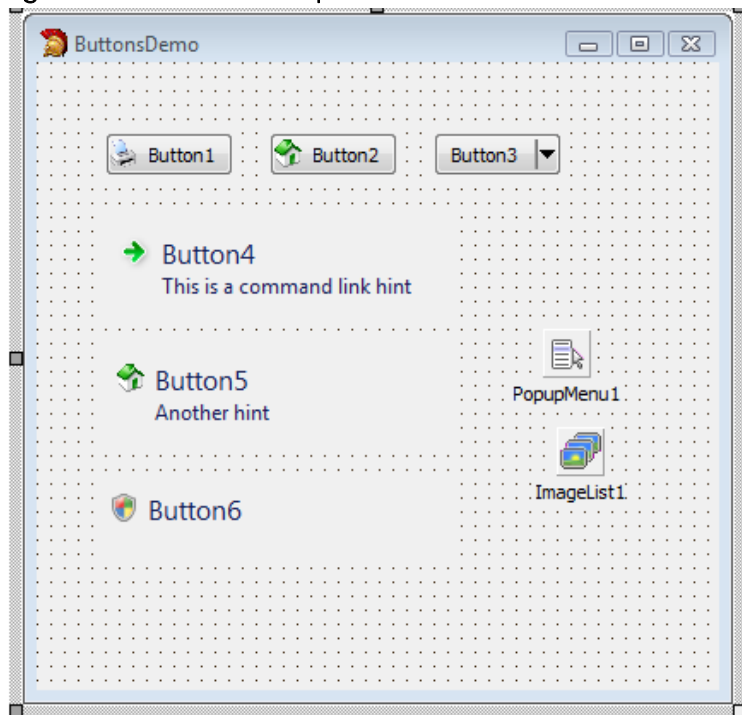 ButtonsDemo
Button1
Button2
Button3
Button4
This is a command link hint
Button5
Another hint
PopupMenu1
ImageList1
Button6